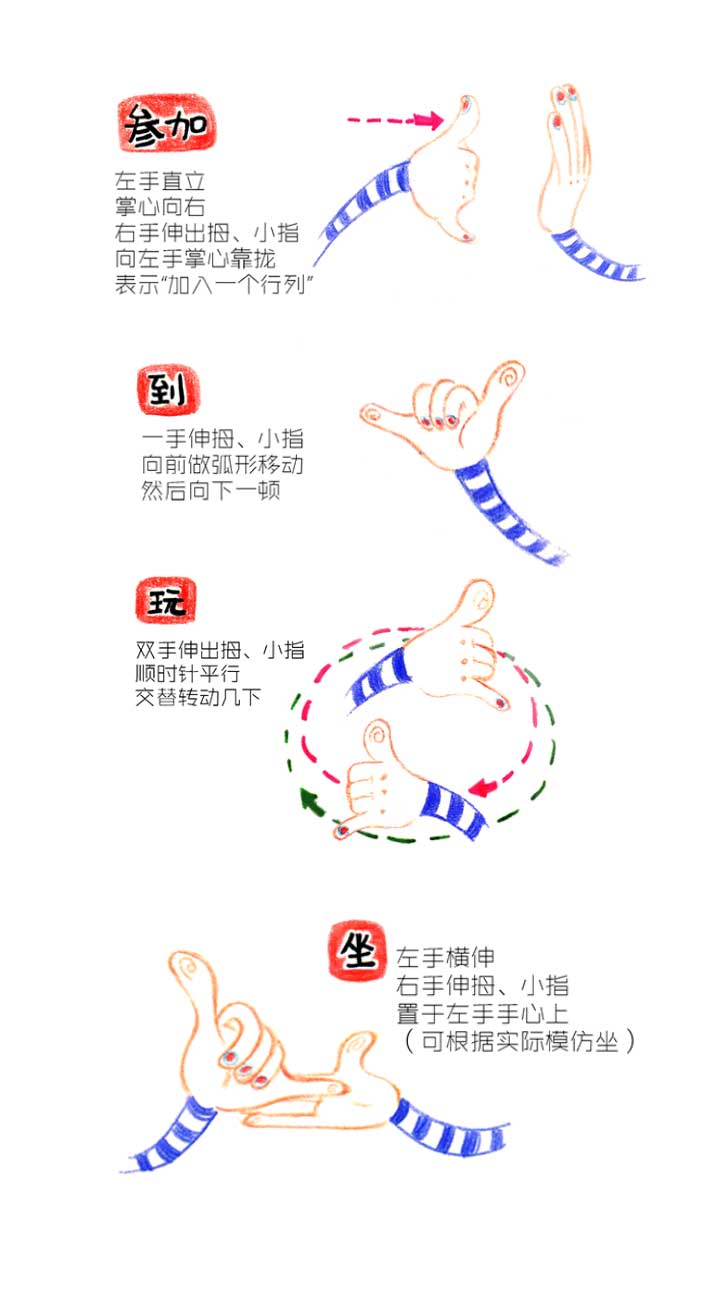 参加
左手直立
掌心向右
右手伸出拇、小指
向左手掌心靠拢
表示“加入一个行列”
到
一手伸拇、小指
向前做弧形移动
然后向下一顿
玩
双手伸出拇、小指
顺时针平行
交替转动几下
坐
左手横伸
右手伸拇、小指
置于左手手心上
（可根据实际模仿坐）